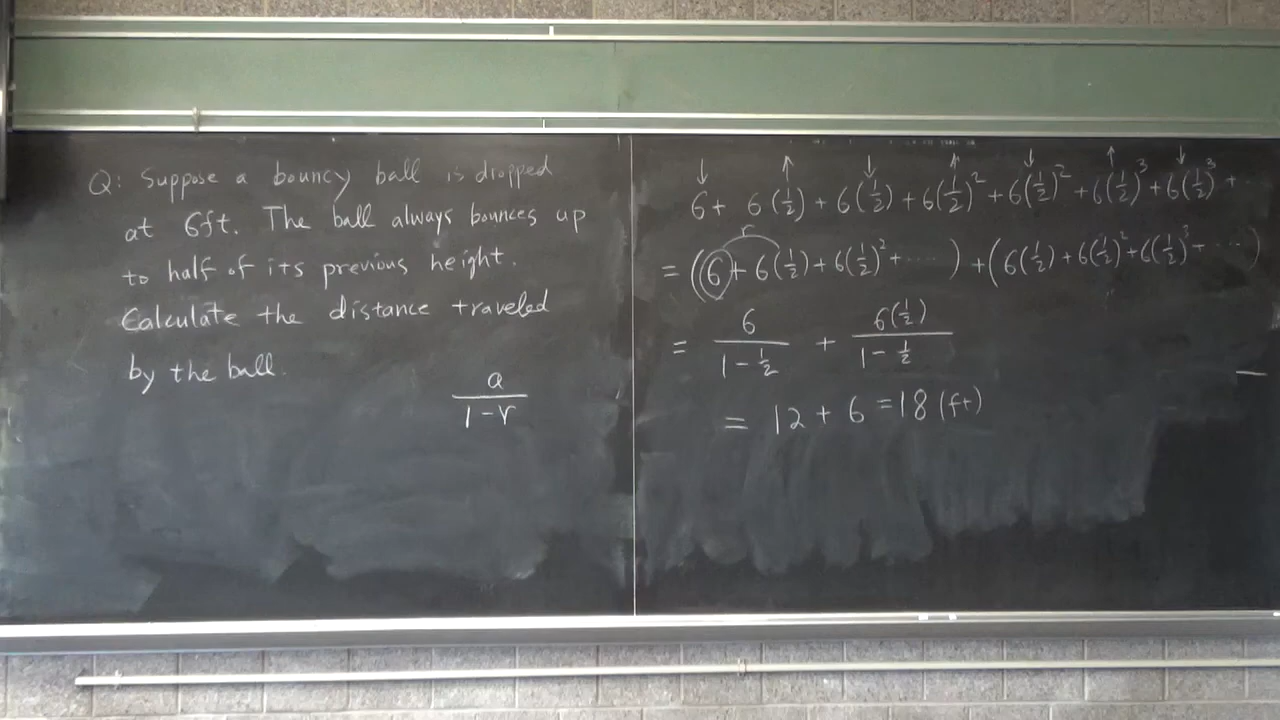 Q: Suppose a bouncy ball is dropped
at 6ft. The ball always bounces up
to half of its previous height.
Calculate the distance traveled
by the ball.
a/(1-r)
↓ ↑ ↓ ↑ ↓ ↑ ↓
6 + 6(1/2) + 6(1/2) + 6(1/2)^2 + 6(1/2)^2 + 6(1/2)^3 + 6(1/2)^3 + ...
r
= (6 + 6(1/2) + 6(1/2)^2 + ....) + (6(1/2) + 6(1/2)^2 + 6(1/2)^3 + ....)
= 6/(1 - 1/2) + 6(1/2)/(1 - 1/2)
= 12 + 6 = 18 (ft)